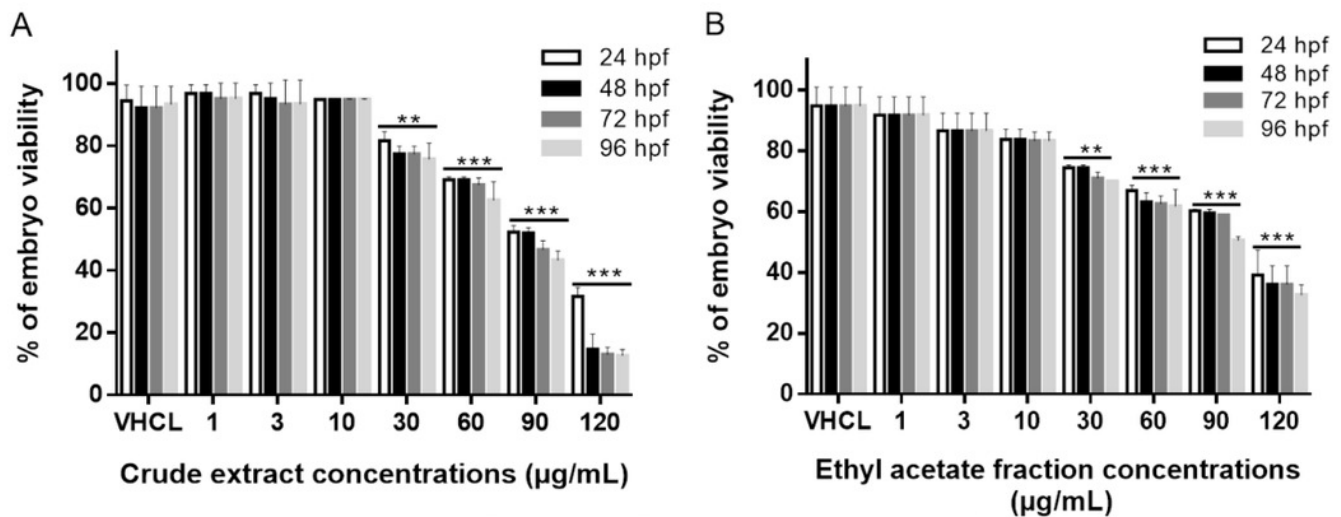 A
% of embryo viability
100
80
60
40
20
0
24 hpf
48 hpf
72 hpf
96 hpf
**
***
***
***
VHCL 1 3 10 30 60 90 120
Crude extract concentrations (µg/mL)
B
% of embryo viability
100
80
60
40
20
0
24 hpf
48 hpf
72 hpf
96 hpf
**
***
***
***
VHCL 1 3 10 30 60 90 120
Ethyl acetate fraction concentrations
(µg/mL)